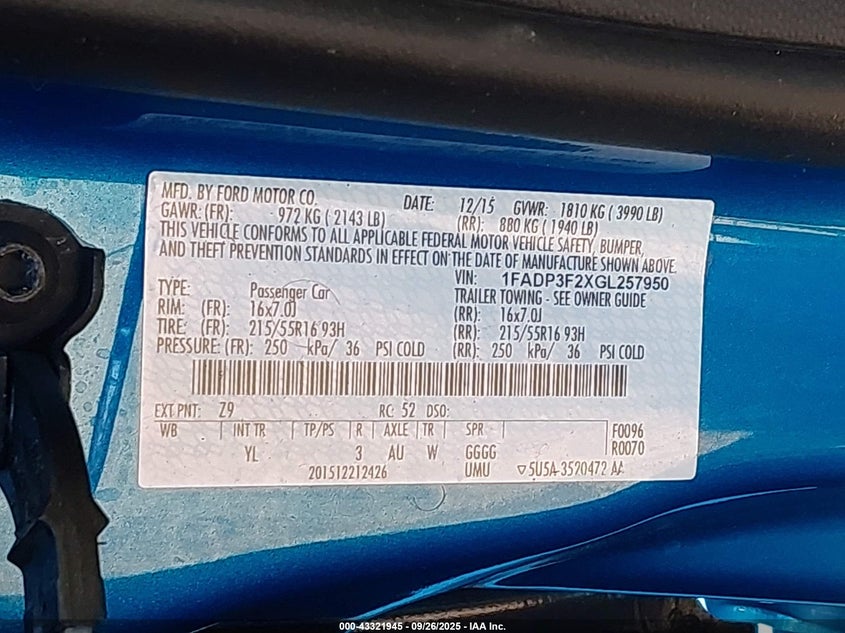 MFD. BY FORD MOTOR CO. DATE: 12/15 GVWR: 1810 KG ( 3990 LB)
GAWR: (FR): 972 KG ( 2143 LB) (RR): 880 KG ( 1940 LB)
THIS VEHICLE CONFORMS TO ALL APPLICABLE FEDERAL MOTOR VEHICLE SAFETY, BUMPER,
AND THEFT PREVENTION STANDARDS IN EFFECT ON THE DATE OF MANUFACTURE SHOWN ABOVE.
VIN: 1FADP3F2XGL257950
TYPE: Passenger Car TRAILER TOWING - SEE OWNER GUIDE
RIM: (FR): 16x7.0J (RR): 16x7.0J
TIRE: (FR): 215/55R16 93H (RR): 215/55R16 93H
PRESSURE: (FR): 250 kPa/ 36 PSI COLD (RR): 250 kPa/ 36 PSI COLD
EXT PNT: Z9 RC: 52 DSO:
WB INT TR TP/PS R AXLE TR SPR F0096
YL 3 AU W GGGG R0070
201512212426 UMU ▽5U5A-3520472 AA
000-43321945 - 09/26/2025 - IAA Inc.